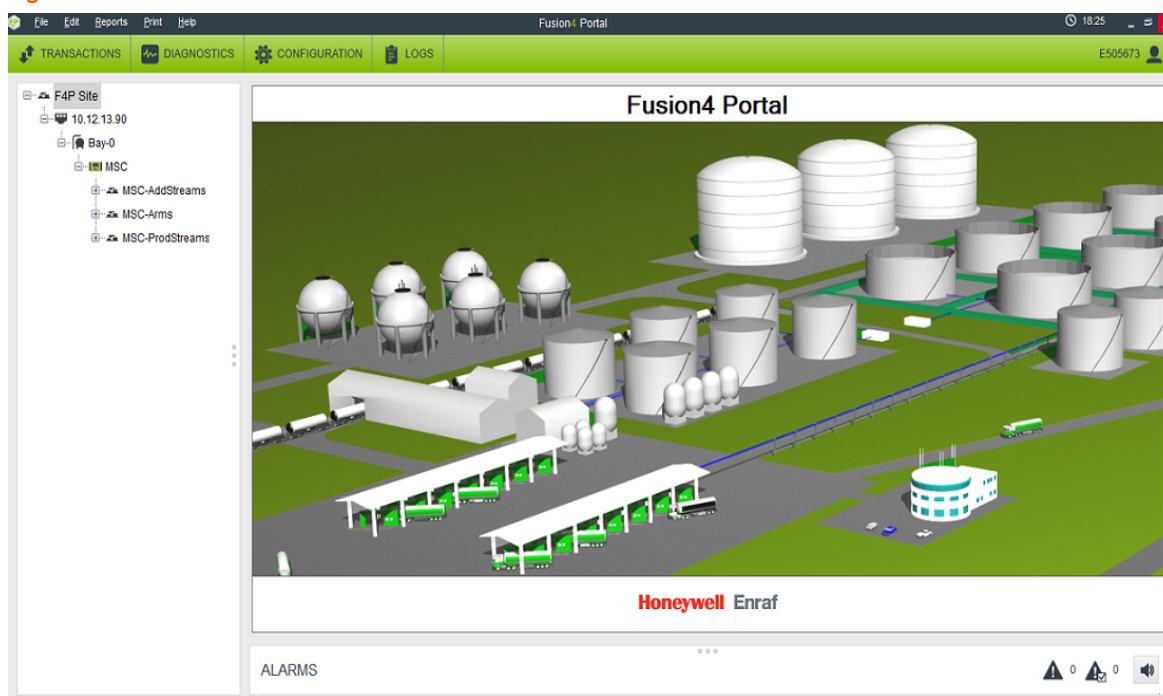 File Edit Reports Print Help Fusion4 Portal 18:25
TRANSACTIONS DIAGNOSTICS CONFIGURATION LOGS E505673
F4P Site
10.12.13.90
Bay-0
MSC
MSC-AddStreams
MSC-Arms
MSC-ProdStreams
Fusion4 Portal
Honeywell Enraf
ALARMS 0 0